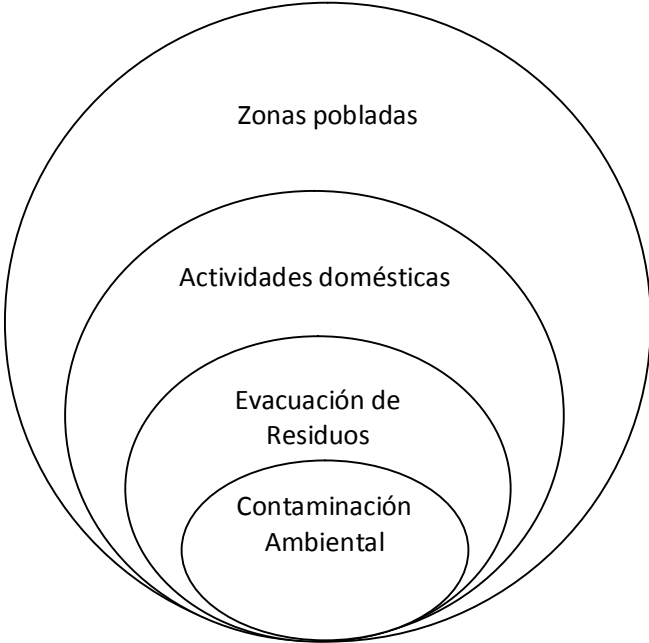 Zonas pobladas
Actividades domésticas
Evacuación de
Residuos
Contaminación
Ambiental